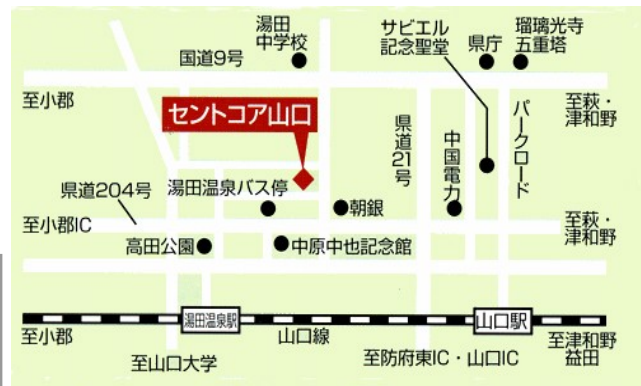 湯田
中学校
国道9号
サビエル
記念聖堂
県庁
瑠璃光寺
五重塔
至小郡
セントコア山口
至萩・
津和野
県道21号
中国電力
パークロード
県道204号
湯田温泉バス停
朝銀
至小郡IC
至萩・
津和野
高田公園
中原中也記念館
湯田温泉駅
山口駅
至小郡
山口線
至津和野
益田
至山口大学
至防府東IC・山口IC